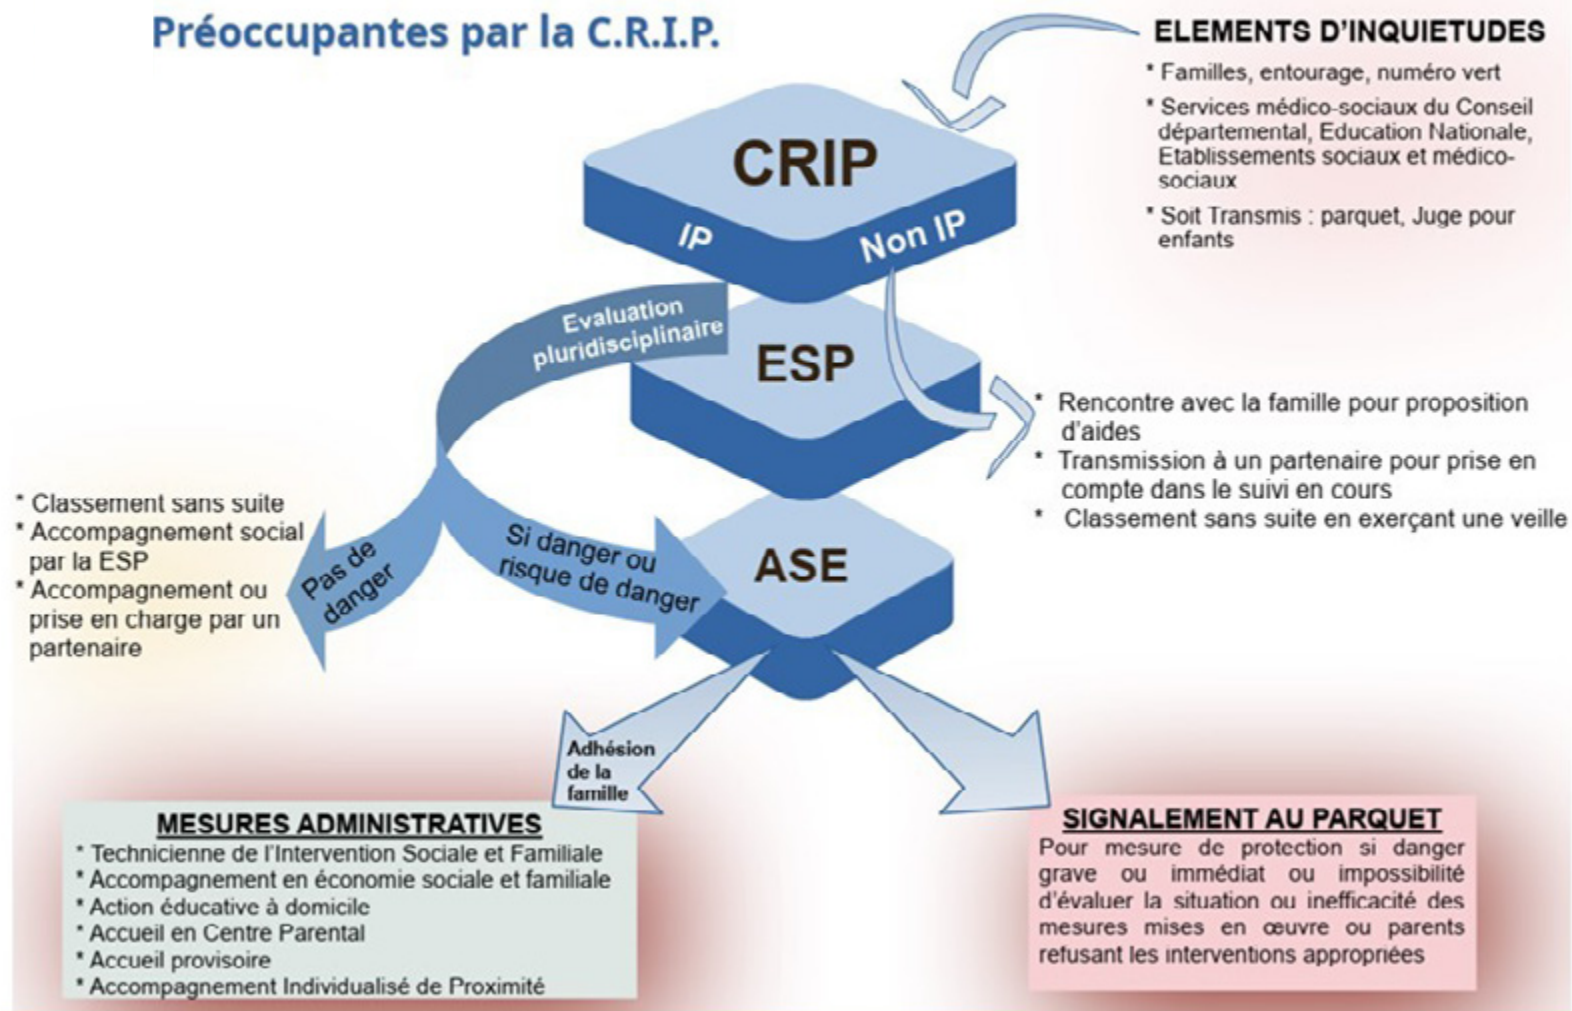 Préoccupantes par la C.R.I.P.
ELEMENTS D'INQUIETUDES
* Familles, entourage, numéro vert
* Services médico-sociaux du Conseil
départemental, Education Nationale,
Etablissements sociaux et médico-
sociaux
* Soit Transmis : parquet, Juge pour
enfants
CRIP
IP
Non IP
Evaluation
pluridisciplinaire
ESP
* Rencontre avec la famille pour proposition
d'aides
* Transmission à un partenaire pour prise en
compte dans le suivi en cours
* Classement sans suite en exerçant une veille
* Classement sans suite
* Accompagnement social
par la ESP
* Accompagnement ou
prise en charge par un
partenaire
Pas de
danger
Si danger ou
risque de danger
ASE
Adhésion
de la
famille
MESURES ADMINISTRATIVES
* Technicienne de l'Intervention Sociale et Familiale
* Accompagnement en économie sociale et familiale
* Action éducative à domicile
* Accueil en Centre Parental
* Accueil provisoire
* Accompagnement Individualisé de Proximité
SIGNALEMENT AU PARQUET
Pour mesure de protection si danger
grave ou immédiat ou impossibilité
d'évaluer la situation ou inefficacité des
mesures mises en œuvre ou parents
refusant les interventions appropriées